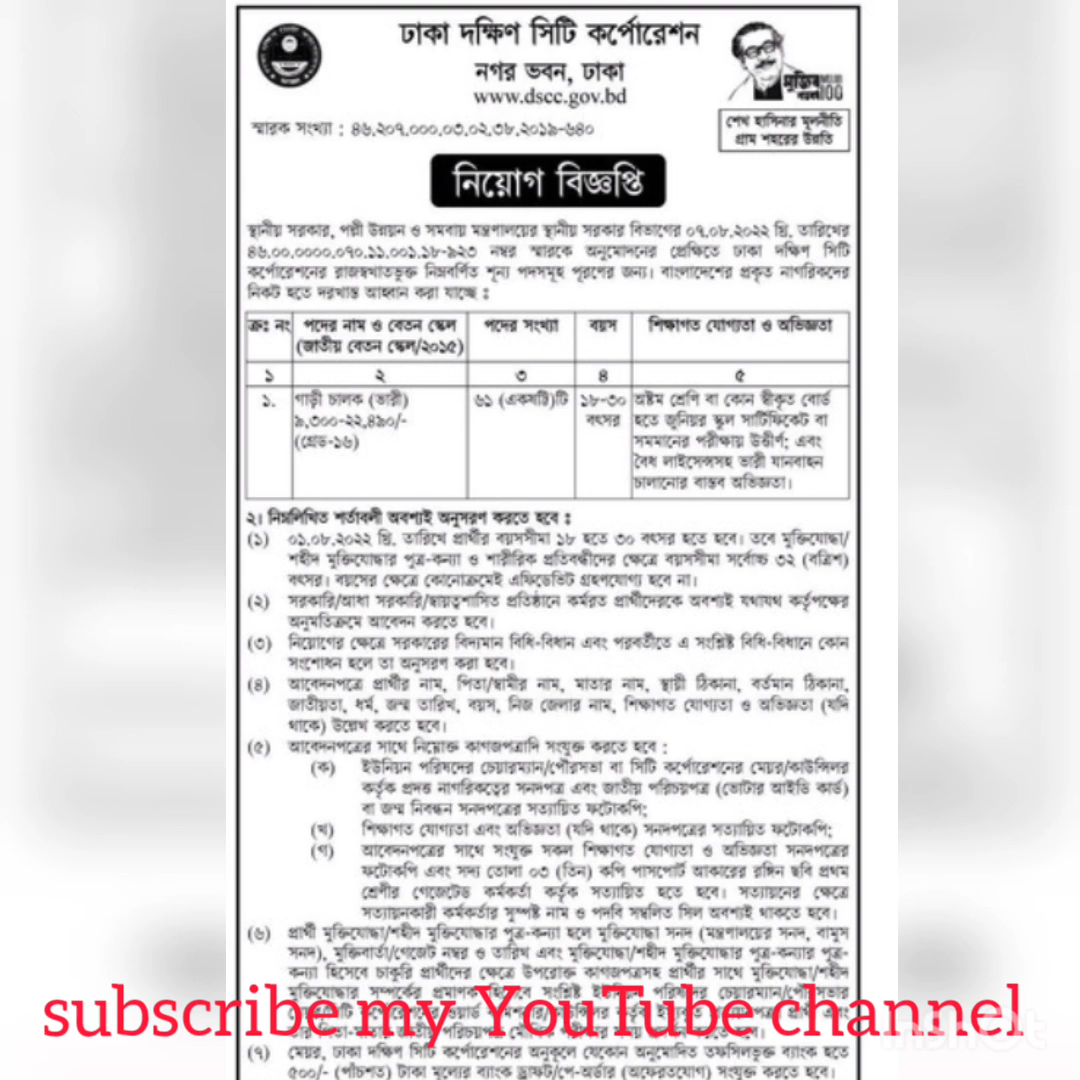 ঢাকা দক্ষিণ সিটি কর্পোরেশন
নগর ভবন, ঢাকা
www.dscc.gov.bd
মুজিব
বর্ষ 100
স্মারক সংখ্যা : ৪৬.২০৭.০০০.০৩.০২.৩৮.২০১৯-৬৪০
শেখ হাসিনার মূলনীতি
গ্রাম শহরের উন্নতি
নিয়োগ বিজ্ঞপ্তি
স্থানীয় সরকার, পল্লী উন্নয়ন ও সমবায় মন্ত্রণালয়ের স্থানীয় সরকার বিভাগের ০৭.০৮.২০২২ খ্রি. তারিখের
৪৬.০০.০০০০.০৭০.১১.০০১.১৮-৯২৩ নম্বর স্মারকে অনুমোদনের প্রেক্ষিতে ঢাকা দক্ষিণ সিটি
কর্পোরেশনের রাজস্বখাতভুক্ত নিম্নবর্ণিত শূন্য পদসমূহ পূরণের জন্য। বাংলাদেশের প্রকৃত নাগরিকদের
নিকট হতে দরখাস্ত আহ্বান করা যাচ্ছে :
ক্রঃ নং পদের নাম ও বেতন স্কেল (জাতীয় বেতন স্কেল/২০১৫) পদের সংখ্যা বয়স শিক্ষাগত যোগ্যতা ও অভিজ্ঞতা
১ ২ ৩ ৪ ৫
১. গাড়ী চালক (ভারী) ৬১ (একষট্টি)টি ১৮-৩০ অষ্টম শ্রেণি বা কোন স্বীকৃত বোর্ড
৯,৩০০-২২,৪৯০/- বৎসর হতে জুনিয়র স্কুল সার্টিফিকেট বা
(গ্রেড-১৬) সমমানের পরীক্ষায় উত্তীর্ণ; এবং
বৈধ লাইসেন্সসহ ভারী যানবাহন
চালানোর বাস্তব অভিজ্ঞতা।
২। নিম্নলিখিত শর্তাবলী অবশ্যই অনুসরণ করতে হবে :
(১) ০১.০৮.২০২২ খ্রি. তারিখে প্রার্থীর বয়সসীমা ১৮ হতে ৩০ বৎসর হতে হবে। তবে মুক্তিযোদ্ধা/
শহীদ মুক্তিযোদ্ধার পুত্র-কন্যা ও শারীরিক প্রতিবন্ধীদের ক্ষেত্রে বয়সসীমা সর্বোচ্চ ৩২ (বত্রিশ)
বৎসর। বয়সের ক্ষেত্রে কোনোক্রমেই এফিডেভিট গ্রহণযোগ্য হবে না।
(২) সরকারি/আধা সরকারি/স্বায়ত্বশাসিত প্রতিষ্ঠানে কর্মরত প্রার্থীদেরকে অবশ্যই যথাযথ কর্তৃপক্ষের
অনুমতিক্রমে আবেদন করতে হবে।
(৩) নিয়োগের ক্ষেত্রে সরকারের বিদ্যমান বিধি-বিধান এবং পরবর্তীতে এ সংশ্লিষ্ট বিধি-বিধানে কোন
সংশোধন হলে তা অনুসরণ করা হবে।
(৪) আবেদনপত্রে প্রার্থীর নাম, পিতা/স্বামীর নাম, মাতার নাম, স্থায়ী ঠিকানা, বর্তমান ঠিকানা,
জাতীয়তা, ধর্ম, জন্ম তারিখ, বয়স, নিজ জেলার নাম, শিক্ষাগত যোগ্যতা ও অভিজ্ঞতা (যদি
থাকে) উল্লেখ করতে হবে।
(৫) আবেদনপত্রের সাথে নিম্নোক্ত কাগজপত্রাদি সংযুক্ত করতে হবে :
(ক) ইউনিয়ন পরিষদের চেয়ারম্যান/পৌরসভা বা সিটি কর্পোরেশনের মেয়র/কাউন্সিলর
কর্তৃক প্রদত্ত নাগরিকত্বের সনদপত্র এবং জাতীয় পরিচয়পত্র (ভোটার আইডি কার্ড)
বা জন্ম নিবন্ধন সনদপত্রের সত্যায়িত ফটোকপি;
(খ) শিক্ষাগত যোগ্যতা এবং অভিজ্ঞতা (যদি থাকে) সনদপত্রের সত্যায়িত ফটোকপি;
(গ) আবেদনপত্রের সাথে সংযুক্ত সকল শিক্ষাগত যোগ্যতা ও অভিজ্ঞতা সনদপত্রের
ফটোকপি এবং সদ্য তোলা ০৩ (তিন) কপি পাসপোর্ট আকারের রঙ্গিন ছবি প্রথম
শ্রেণীর গেজেটেড কর্মকর্তা কর্তৃক সত্যায়িত হতে হবে। সত্যায়নের ক্ষেত্রে
সত্যায়নকারী কর্মকর্তার সুস্পষ্ট নাম ও পদবি সম্বলিত সিল অবশ্যই থাকতে হবে।
(৬) প্রার্থী মুক্তিযোদ্ধা/শহীদ মুক্তিযোদ্ধার পুত্র-কন্যা হলে মুক্তিযোদ্ধা সনদ (মন্ত্রণালয়ের সনদ, বামুস
সনদ), মুক্তিবার্তা/গেজেট নম্বর ও তারিখ এবং মুক্তিযোদ্ধা/শহীদ মুক্তিযোদ্ধার পুত্র-কন্যার পুত্র-
কন্যা হিসেবে চাকুরি প্রার্থীদের ক্ষেত্রে উপরোক্ত কাগজপত্রসহ প্রার্থীর সাথে মুক্তিযোদ্ধা/শহীদ
মুক্তিযোদ্ধার সম্পর্কের প্রমাণক হিসেবে সংশ্লিষ্ট পরিষদের চেয়ারম্যান/পৌরসভার
subscribe my YouTube channel
InShOt
(৭) মেয়র, ঢাকা দক্ষিণ সিটি কর্পোরেশনের অনুকূলে যেকোন অনুমোদিত তফসিলভুক্ত ব্যাংক হতে
৫০০/- (পাঁচশত) টাকা মূল্যের ব্যাংক ড্রাফট/পে-অর্ডার (অফেরতযোগ্য) সংযুক্ত করতে হবে।